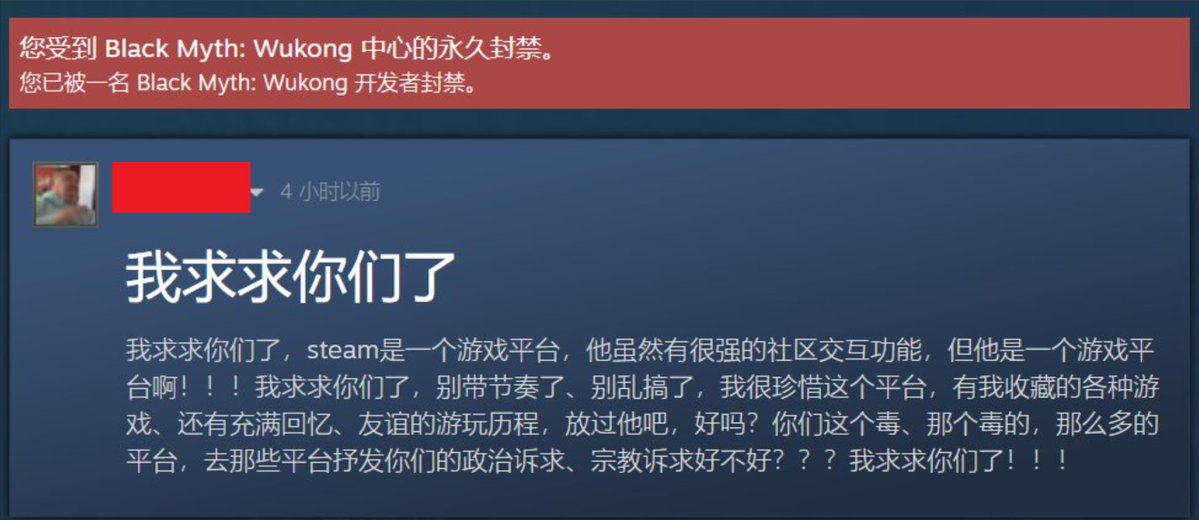 您受到 Black Myth: Wukong 中心的永久封禁。
您已被一名 Black Myth: Wukong 开发者封禁。
4 小时以前
我求求你们了
我求求你们了，steam是一个游戏平台，他虽然有很强的社区交互功能，但他是一个游戏平
台啊！！！我求求你们了，别带节奏了、别乱搞了，我很珍惜这个平台，有我收藏的各种游
戏、还有充满回忆、友谊的游玩历程，放过他吧，好吗？你们这个毒、那个毒的，那么多的
平台，去那些平台抒发你们的政治诉求、宗教诉求好不好？？？我求求你们了！！！